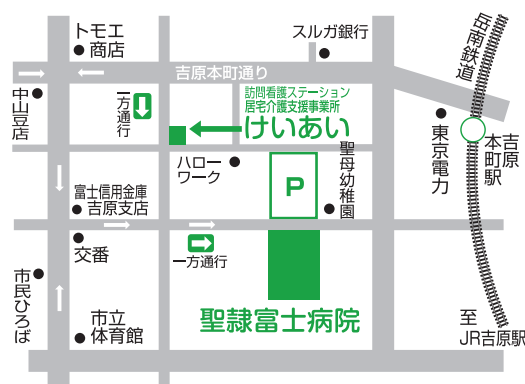 トモエ
商店
スルガ銀行
岳南鉄道
吉原本町通り
中山豆店
一方通行
訪問看護ステーション
居宅介護支援事業所
けいあい
東京電力
吉原
本町駅
ハロー
ワーク
聖母幼稚園
P
富士信用金庫
吉原支店
交番
一方通行
市民ひろば
市立
体育館
聖隷富士病院
至
JR吉原駅